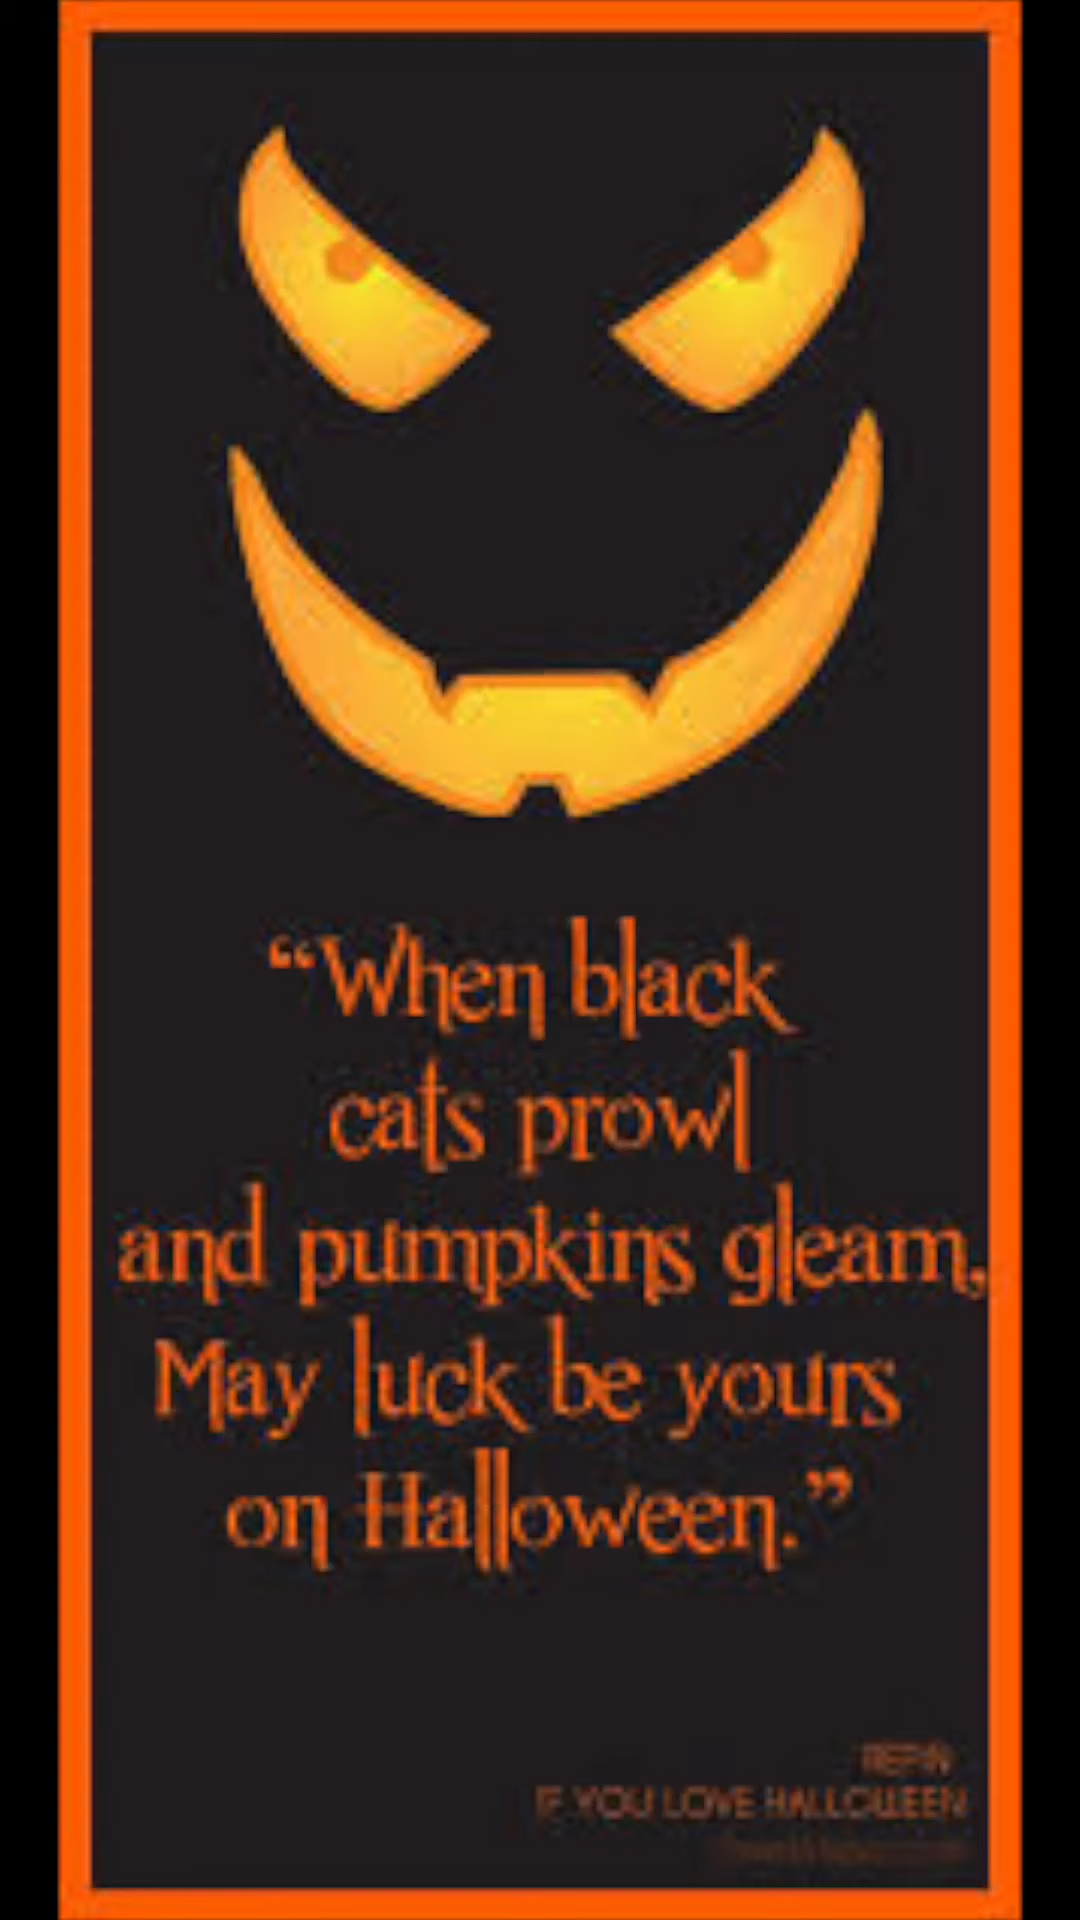 “When black
cats prowl
and pumpkins gleam,
May luck be yours
on Halloween.”
REPIN
IF YOU LOVE HALLOWEEN